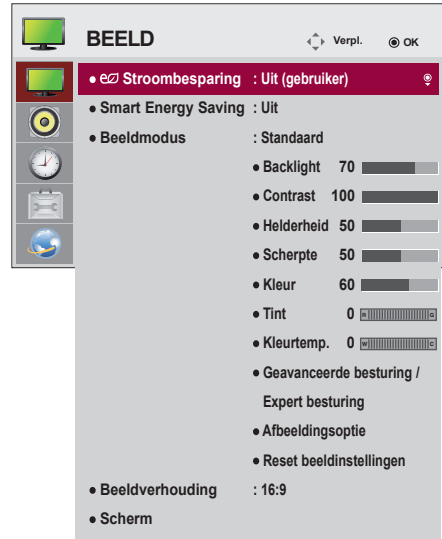 BEELD
Verpl. OK
• eco Stroombesparing : Uit (gebruiker)
• Smart Energy Saving : Uit
• Beeldmodus : Standaard
• Backlight 70
• Contrast 100
• Helderheid 50
• Scherpte 50
• Kleur 60
• Tint 0 R G
• Kleurtemp. 0 W C
• Geavanceerde besturing /
Expert besturing
• Afbeeldingsoptie
• Reset beeldinstellingen
• Beeldverhouding : 16:9
• Scherm